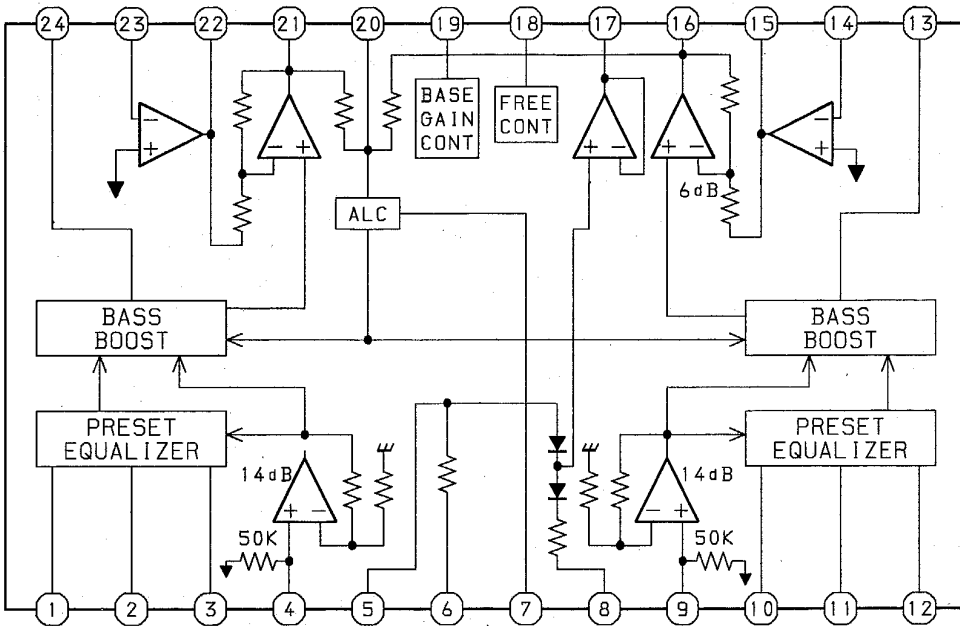 24 23 22 21 20 19 18 17 16 15 14 13
BASE
GAIN
CONT
FREE
CONT
- +
- +
- +
- +
- +
6dB
ALC
BASS
BOOST
BASS
BOOST
PRESET
EQUALIZER
PRESET
EQUALIZER
14dB
14dB
+ -
- +
50K
50K
1 2 3 4 5 6 7 8 9 10 11 12